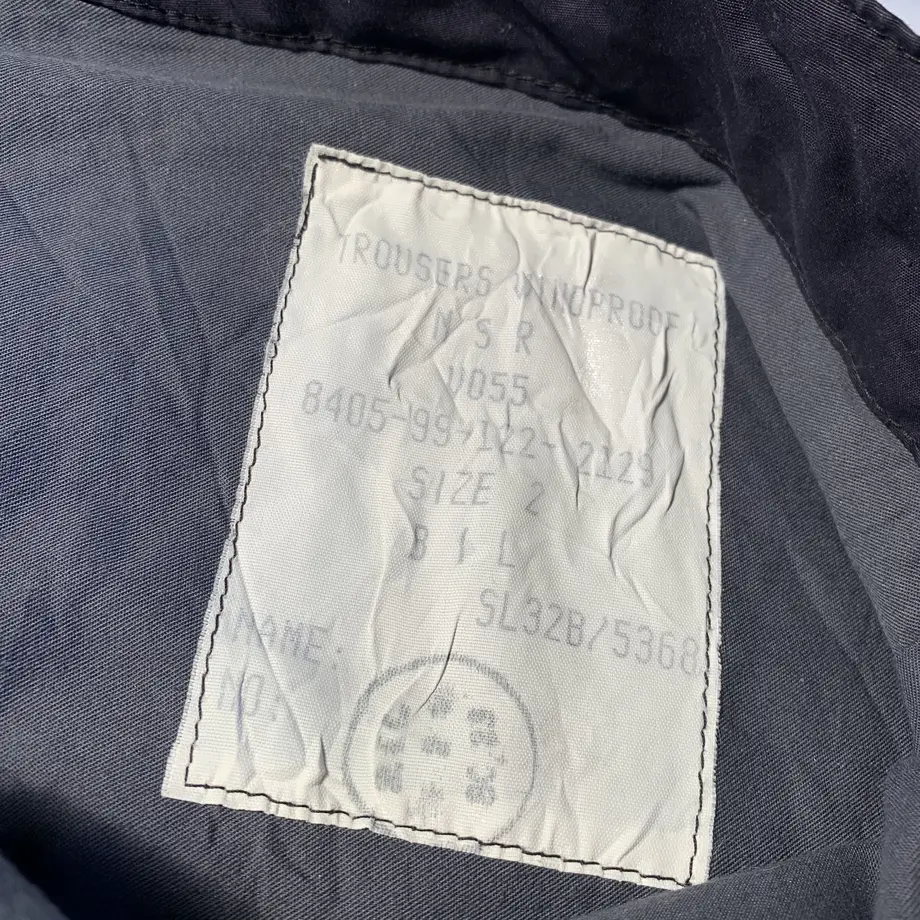 TROUSERS WINDPROOF
N S R
V055
8405-99-122-2129
SIZE 2
B I L
SL32B/5368
NAME:
NO: